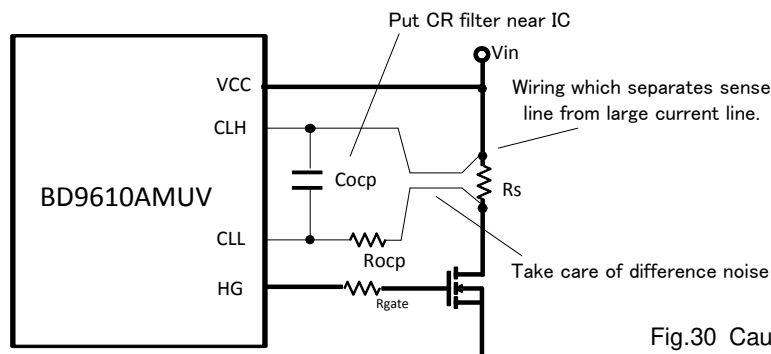 Put CR filter near IC
Vin
VCC
Wiring which separates sense
line from large current line.
CLH
BD9610AMUV
Cocp
Rs
CLL
Rocp
Take care of difference noise
HG
Rgate
Fig.30 Cau